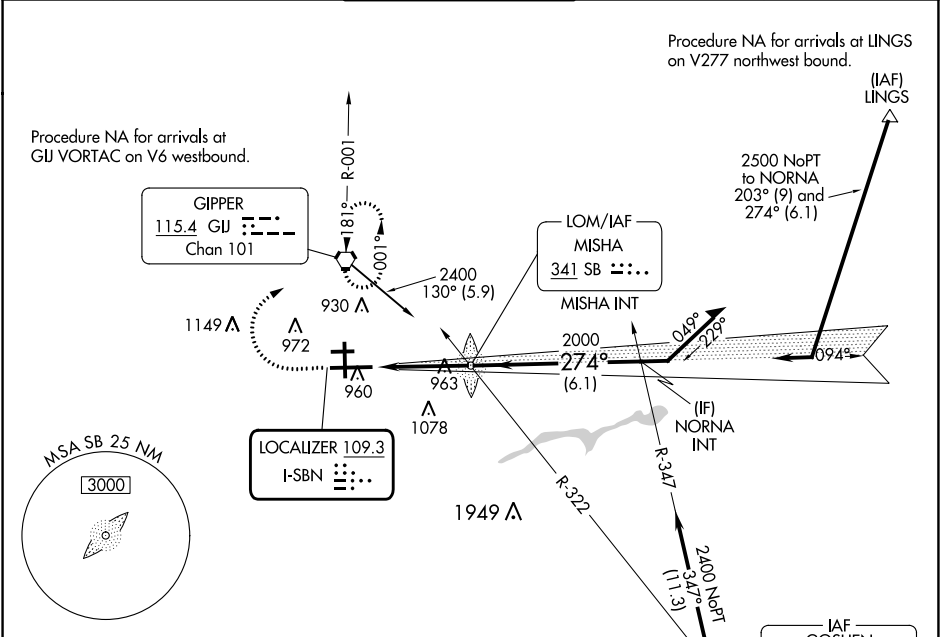 Procedure NA for arrivals at LINGS
on V277 northwest bound.
(IAF)
LINGS
Procedure NA for arrivals at
GIJ VORTAC on V6 westbound.
R-001
181°
001°
2500 NoPT
to NORNA
203° (9) and
274° (6.1)
GIPPER
115.4 GIJ
Chan 101
LOM/IAF
MISHA
341 SB
MISHA INT
2400
130° (5.9)
930
1149
972
049°
229°
2000
274°
(6.1)
094°
960
963
1078
(IF)
NORNA
INT
LOCALIZER 109.3
I-SBN
MSA SB 25 NM
3000
R-347
R-322
1949
2400 NoPT
347°
(11.3)
IAF
GOSHEN